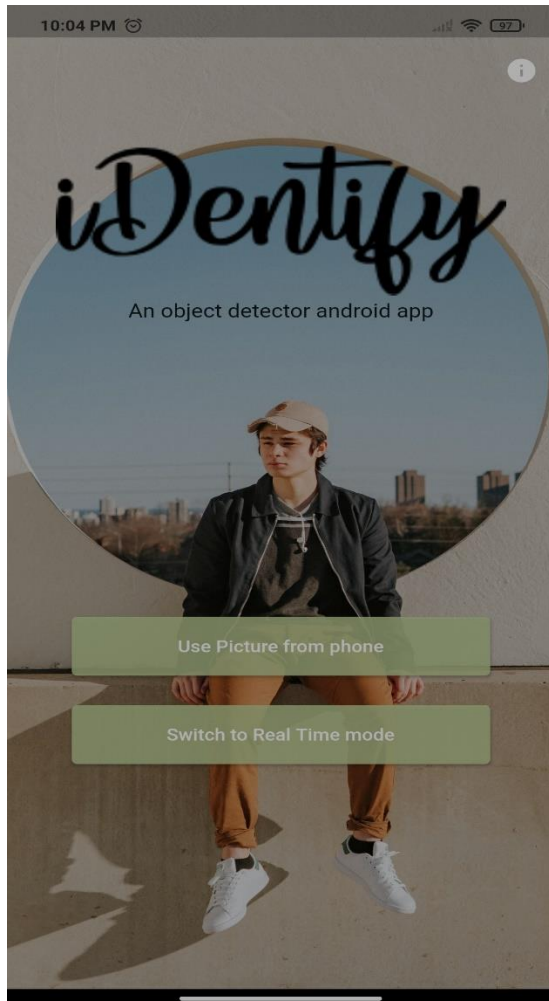 10:04 PM 97
i
iDentify
An object detector android app
Use Picture from phone
Switch to Real Time mode